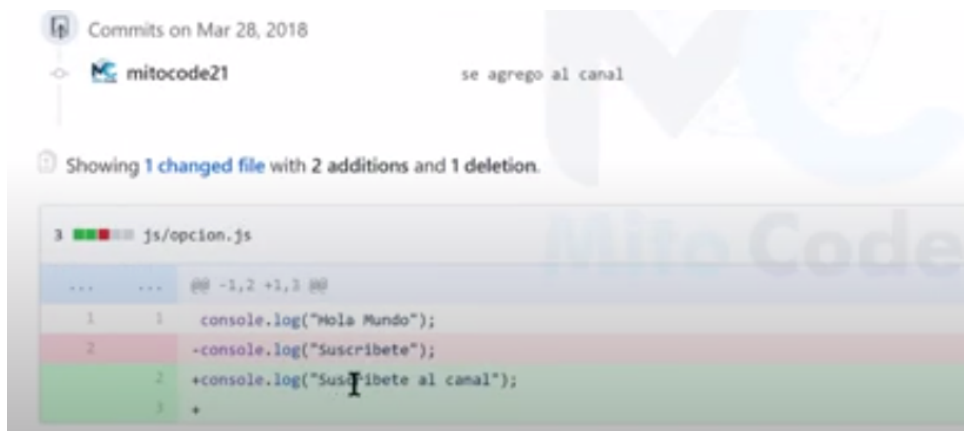 Commits on Mar 28, 2018
mitocode21 se agrego al canal
Showing 1 changed file with 2 additions and 1 deletion.
3 js/opcion.js
... ... @@ -1,2 +1,3 @@
1 1 console.log("Hola Mundo");
2 -console.log("Suscribete");
2 +console.log("Suscribete al canal");
3 +
Mito Code